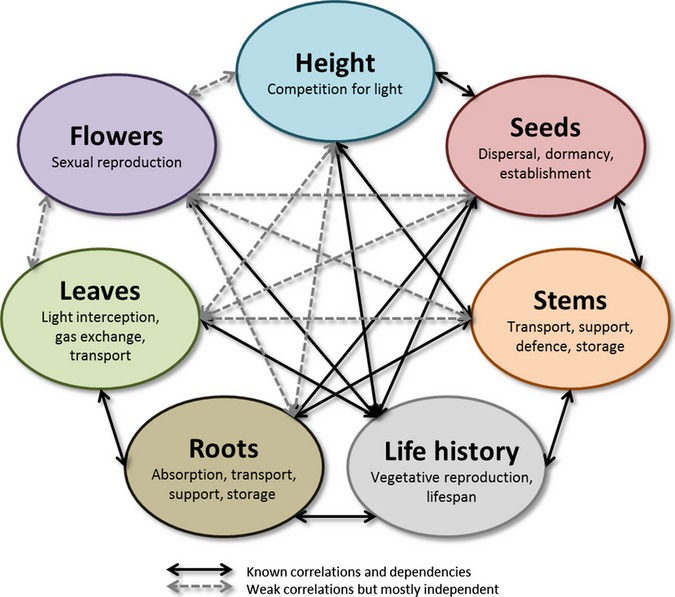 Height
Competition for light
Flowers
Sexual reproduction
Seeds
Dispersal, dormancy,
establishment
Leaves
Light interception,
gas exchange,
transport
Stems
Transport, support,
defence, storage
Roots
Absorption, transport,
support, storage
Life history
Vegetative reproduction,
lifespan
Known correlations and dependencies
Weak correlations but mostly independent